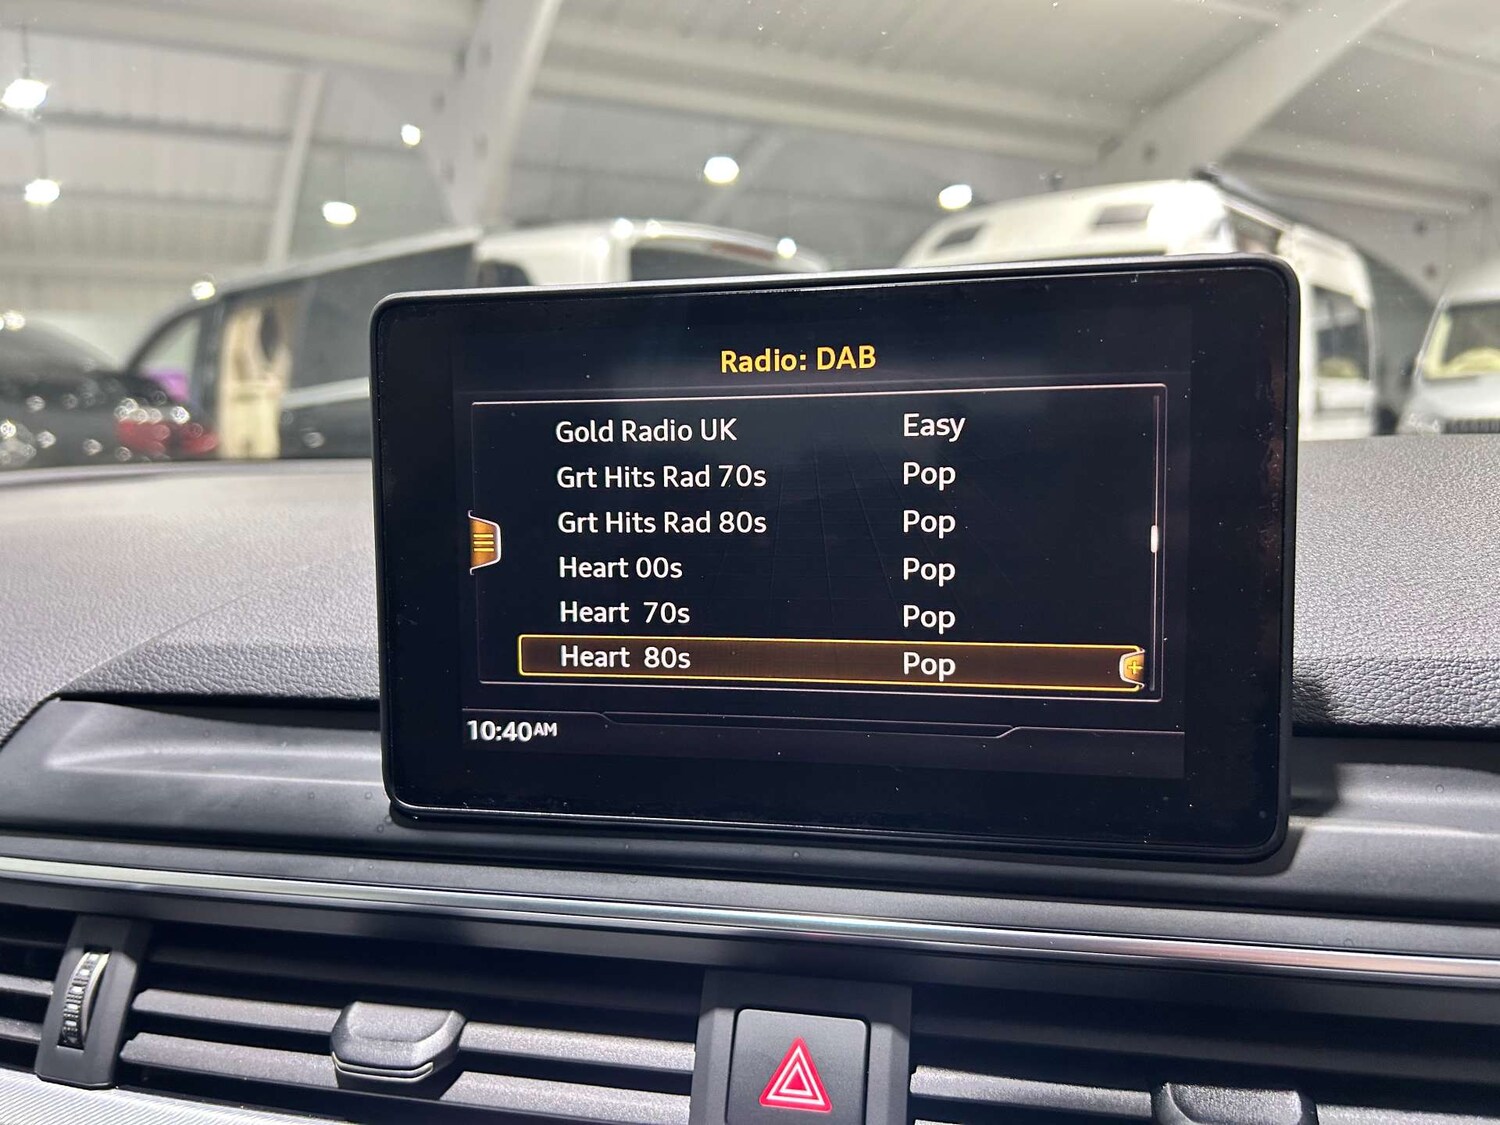 Radio: DAB
Gold Radio UK Easy
Grt Hits Rad 70s Pop
Grt Hits Rad 80s Pop
Heart 00s Pop
Heart 70s Pop
Heart 80s Pop
10:40AM